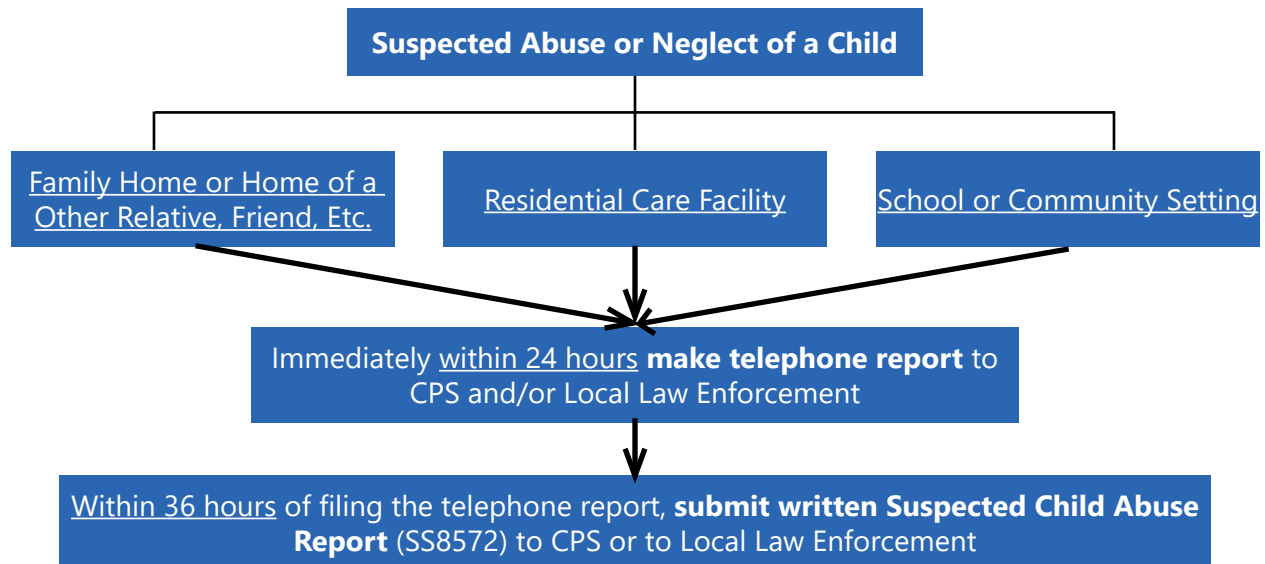 Suspected Abuse or Neglect of a Child
Family Home or Home of a
Other Relative, Friend, Etc.
Residential Care Facility
School or Community Setting
Immediately within 24 hours make telephone report to
CPS and/or Local Law Enforcement
Within 36 hours of filing the telephone report, submit written Suspected Child Abuse
Report (SS8572) to CPS or to Local Law Enforcement